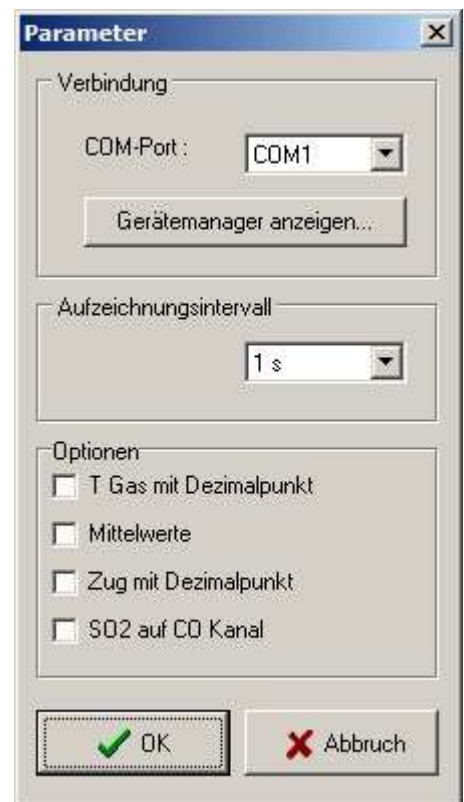 Parameter
Verbindung
COM-Port :
COM1
Gerätemanager anzeigen...
Aufzeichnungsintervall
1 s
Optionen
T Gas mit Dezimalpunkt
Mittelwerte
Zug mit Dezimalpunkt
SO2 auf CO Kanal
OK
Abbruch